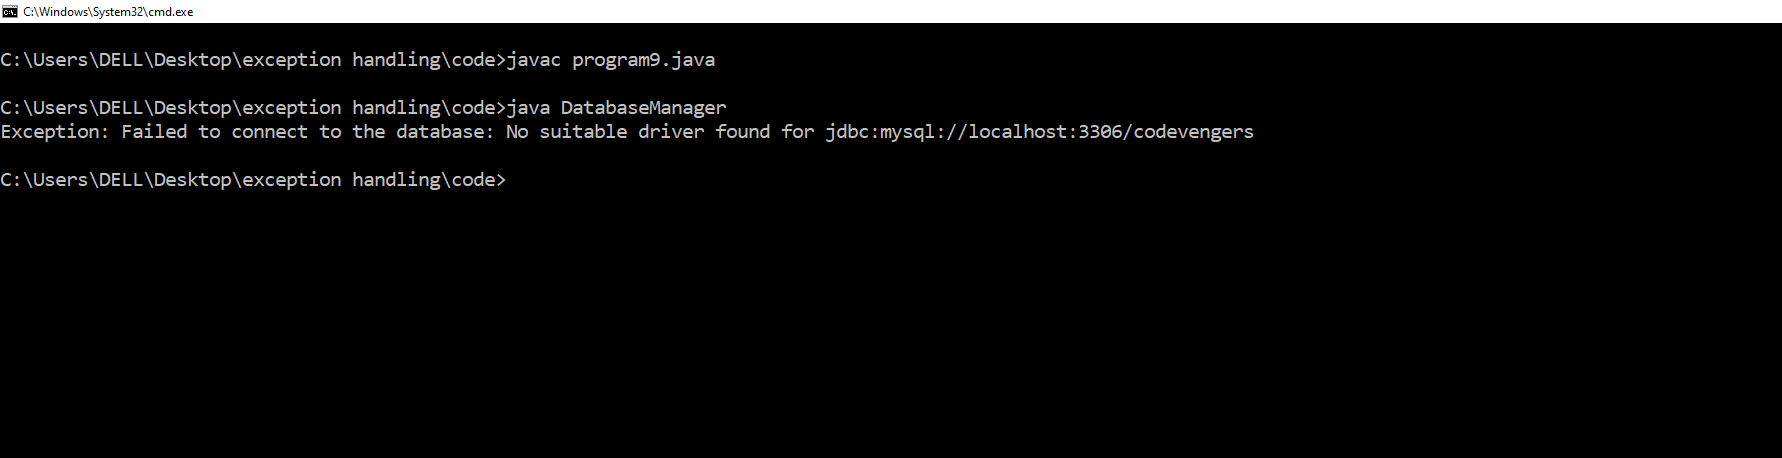 C:\Windows\System32\cmd.exe
C:\Users\DELL\Desktop\exception handling\code>javac program9.java
C:\Users\DELL\Desktop\exception handling\code>java DatabaseManager
Exception: Failed to connect to the database: No suitable driver found for jdbc:mysql://localhost:3306/codevengers
C:\Users\DELL\Desktop\exception handling\code>